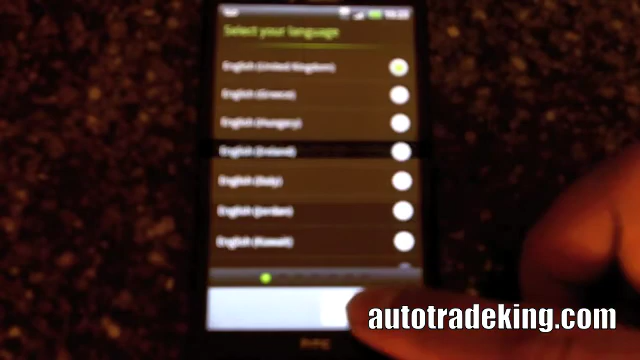 Select your language
English (United Kingdom)
English (Greece)
English (Hungary)
English (Ireland)
English (Italy)
English (Jordan)
English (Kuwait)
hTC
autotradeking.com